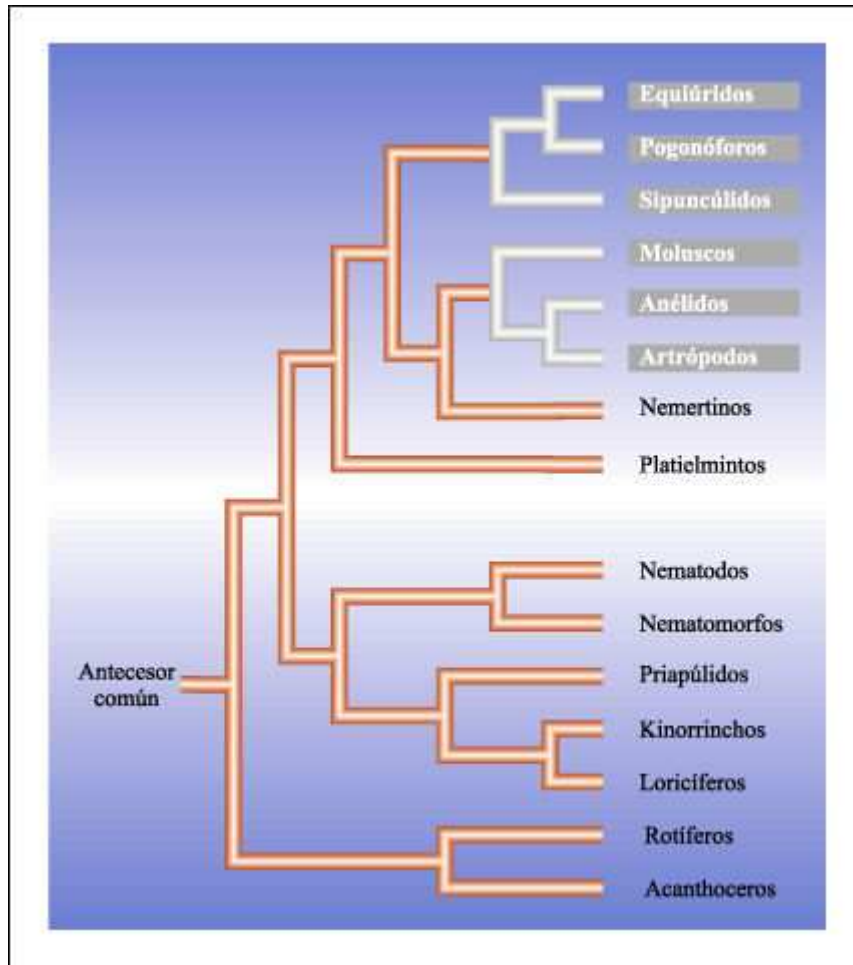 Equiúridos
Pogonóforos
Sipuncúlidos
Moluscos
Anélidos
Artrópodos
Nemertinos
Platielmintos
Nematodos
Nematomorfos
Antecesor
común
Priapúlidos
Kinorrinchos
Loricíferos
Rotíferos
Acanthoceros